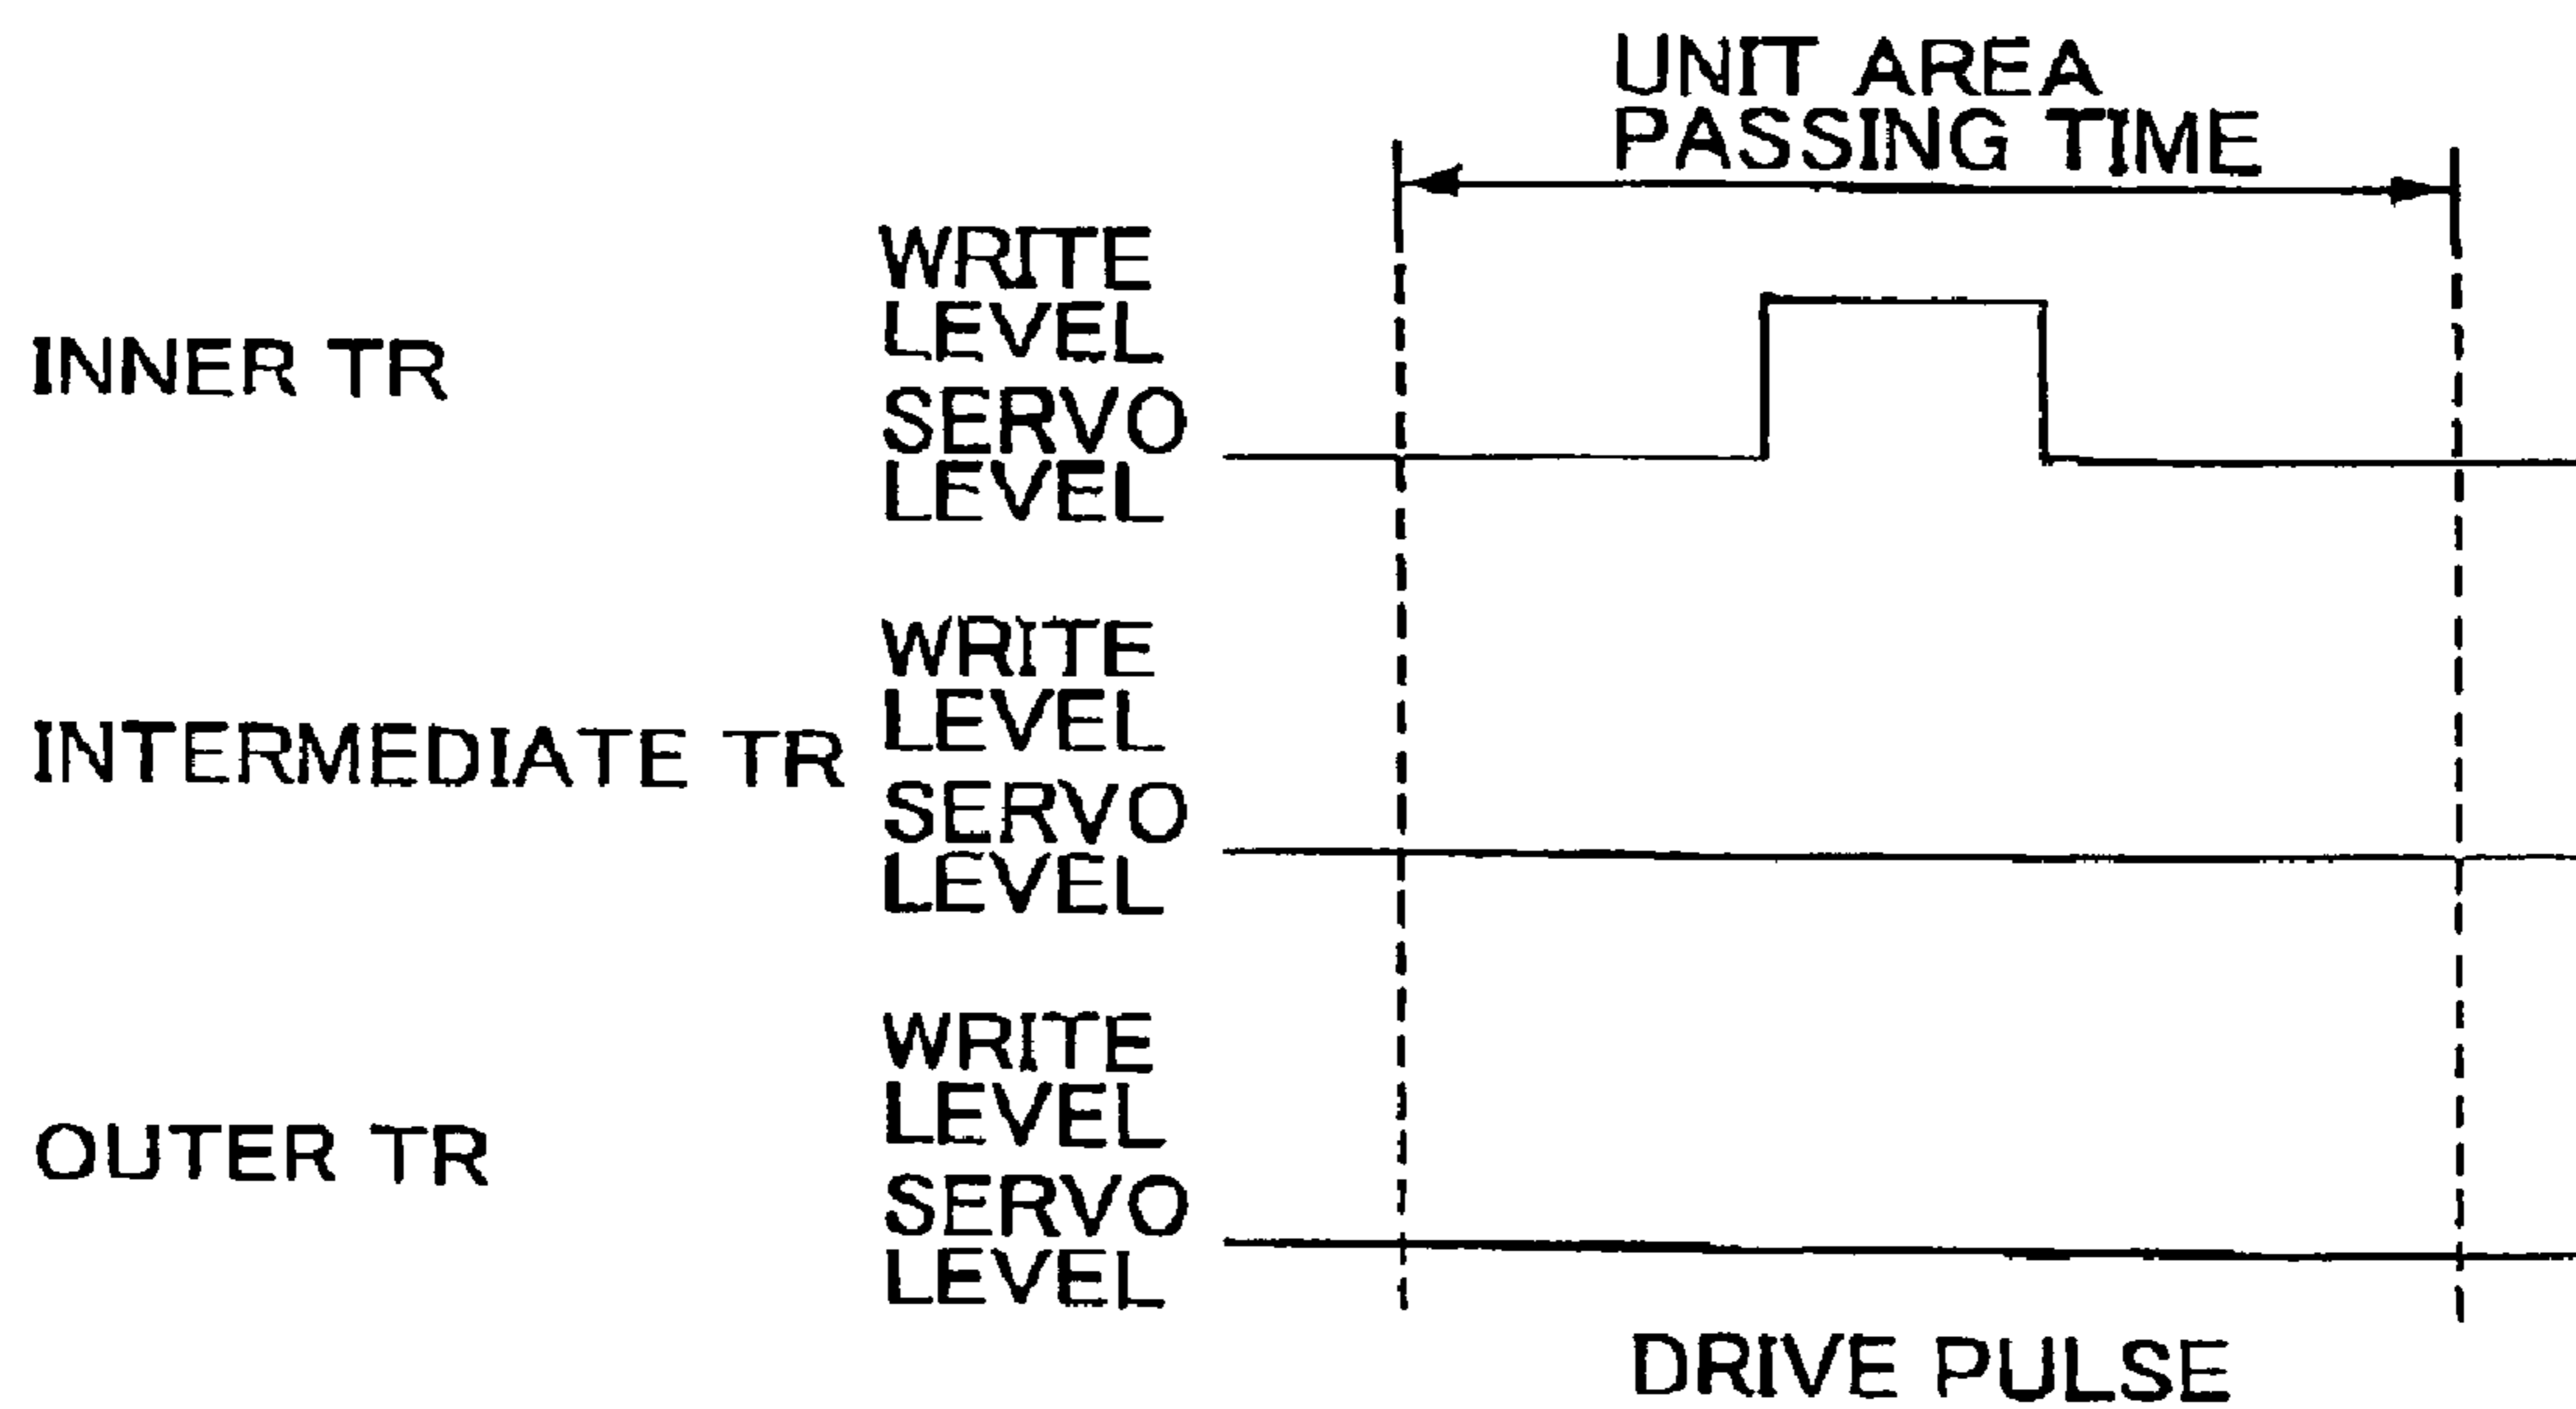 UNIT AREA
PASSING TIME
INNER TR
WRITE
LEVEL
SERVO
LEVEL
INTERMEDIATE TR
WRITE
LEVEL
SERVO
LEVEL
OUTER TR
WRITE
LEVEL
SERVO
LEVEL
DRIVE PULSE